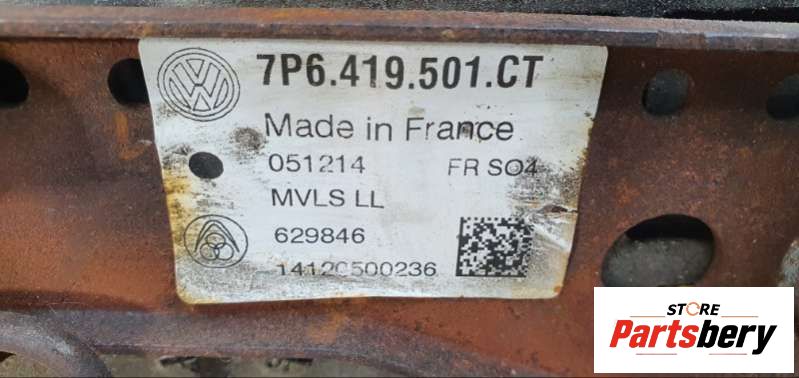 7P6.419.501.CT
Made in France
051214 FR SO4
MVLS LL
629846
14120500236
STORE
Partsbery